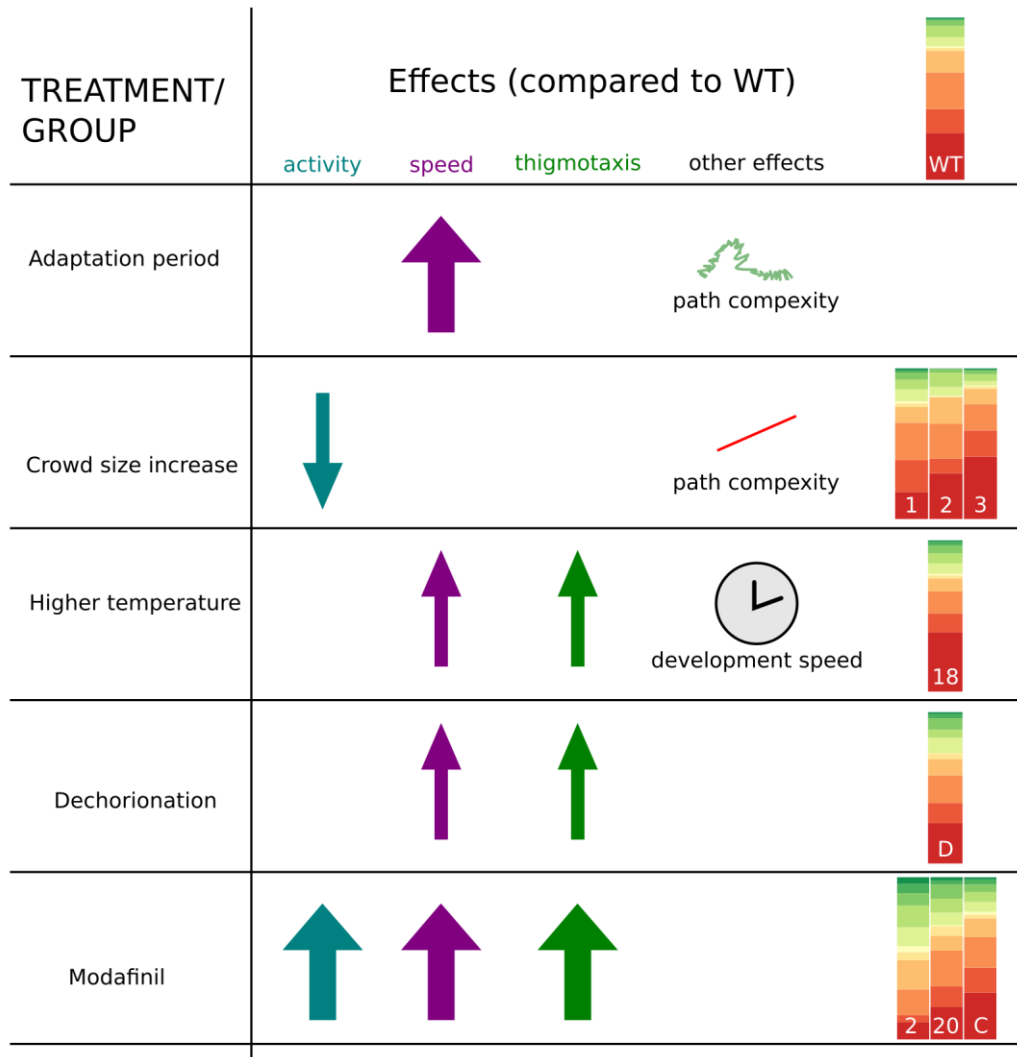 TREATMENT/
GROUP
Effects (compared to WT)
activity speed thigmotaxis other effects
WT
Adaptation period
path compexity
Crowd size increase
path compexity
1 2 3
Higher temperature
development speed
18
Dechorionation
D
Modafinil
2 20 C